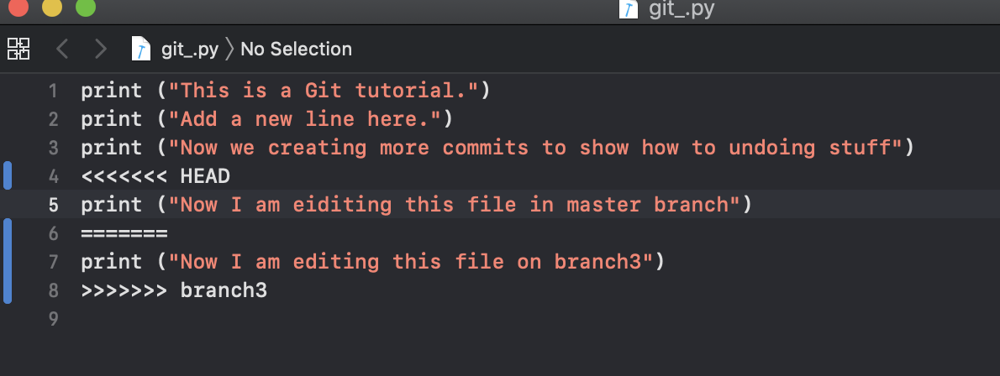 git_.py
git_.py 〉 No Selection
1 print ("This is a Git tutorial.")
2 print ("Add a new line here.")
3 print ("Now we creating more commits to show how to undoing stuff")
4 <<<<<<< HEAD
5 print ("Now I am eiditing this file in master branch")
6 =======
7 print ("Now I am editing this file on branch3")
8 >>>>>>> branch3
9